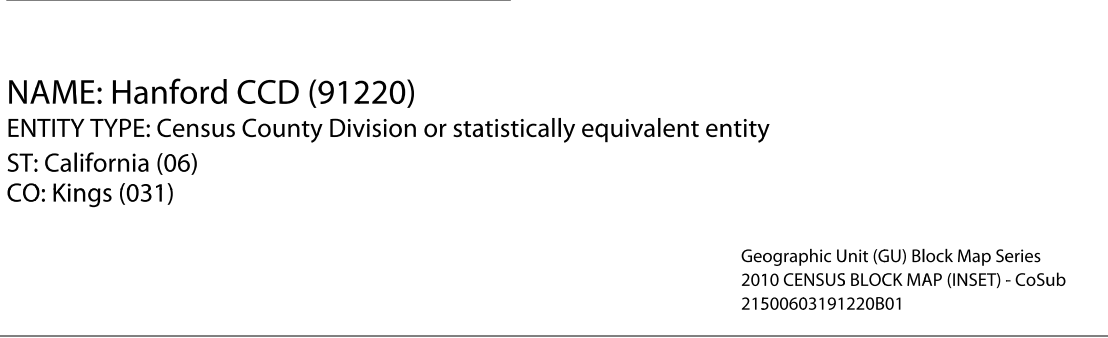 NAME: Hanford CCD (91220)
ENTITY TYPE: Census County Division or statistically equivalent entity
ST: California (06)
CO: Kings (031)
Geographic Unit (GU) Block Map Series
2010 CENSUS BLOCK MAP (INSET) - CoSub
21500603191220B01